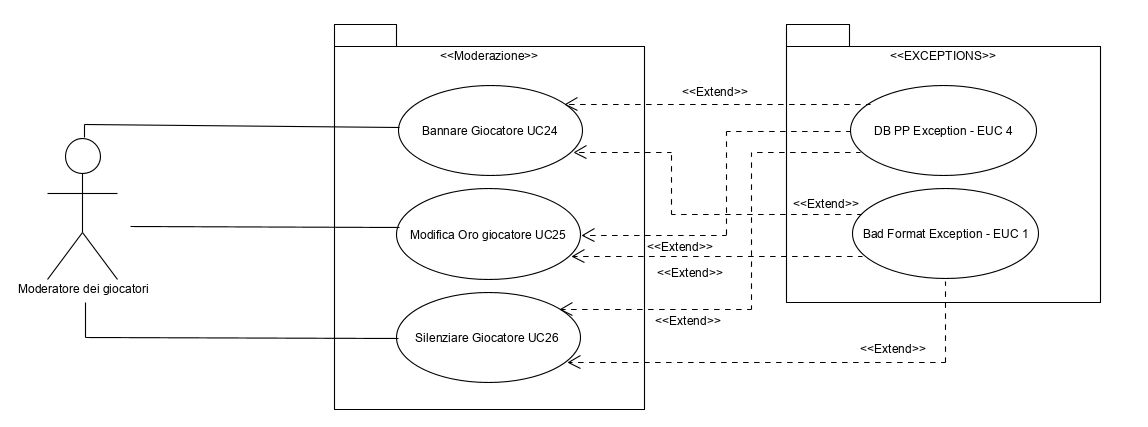 <<Moderazione>>
<<EXCEPTIONS>>
<<Extend>>
Bannare Giocatore UC24
DB PP Exception - EUC 4
<<Extend>>
Modifica Oro giocatore UC25
Bad Format Exception - EUC 1
<<Extend>>
<<Extend>>
Moderatore dei giocatori
<<Extend>>
Silenziare Giocatore UC26
<<Extend>>